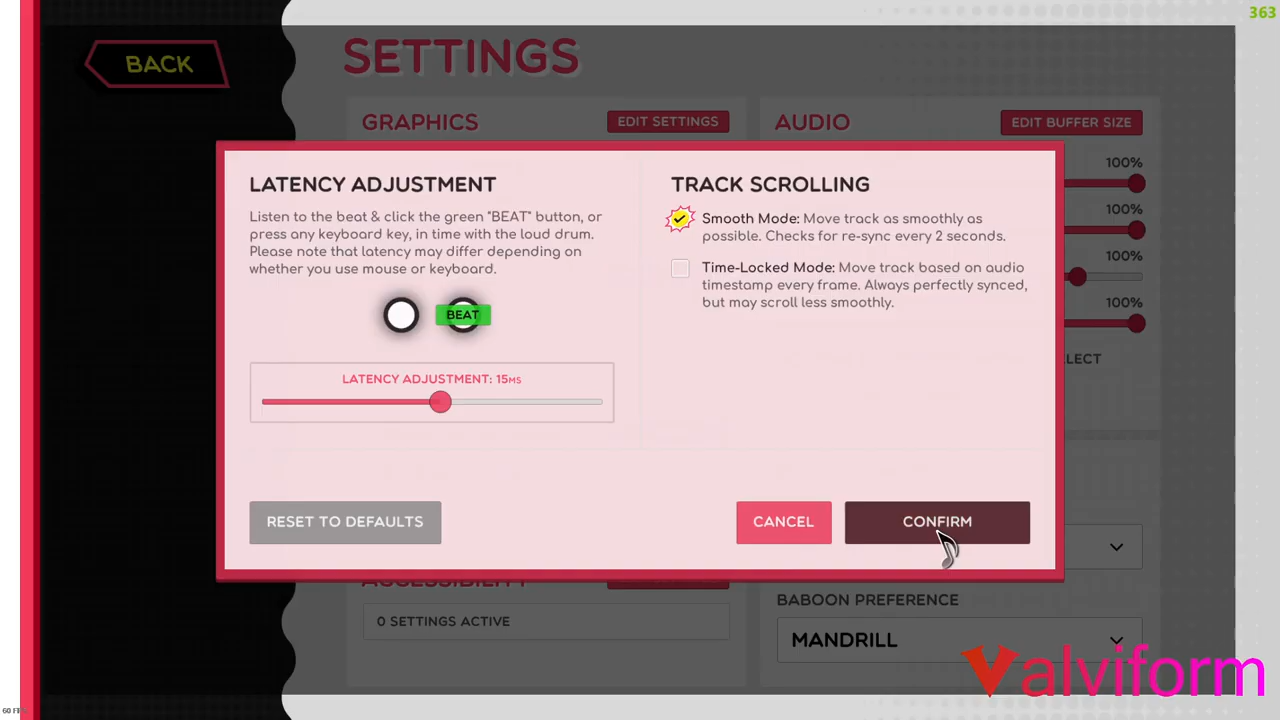 363
BACK
SETTINGS
GRAPHICS
EDIT SETTINGS
AUDIO
EDIT BUFFER SIZE
100%
100%
100%
100%
LATENCY ADJUSTMENT
Listen to the beat & click the green "BEAT" button, or
press any keyboard key, in time with the loud drum.
Please note that latency may differ depending on
whether you use mouse or keyboard.
BEAT
LATENCY ADJUSTMENT: 15MS
TRACK SCROLLING
Smooth Mode: Move track as smoothly as
possible. Checks for re-sync every 2 seconds.
Time-Locked Mode: Move track based on audio
timestamp every frame. Always perfectly synced,
but may scroll less smoothly.
RESET TO DEFAULTS
CANCEL
CONFIRM
ACCESSIBILITY
0 SETTINGS ACTIVE
BABOON PREFERENCE
MANDRILL
Valviform
60